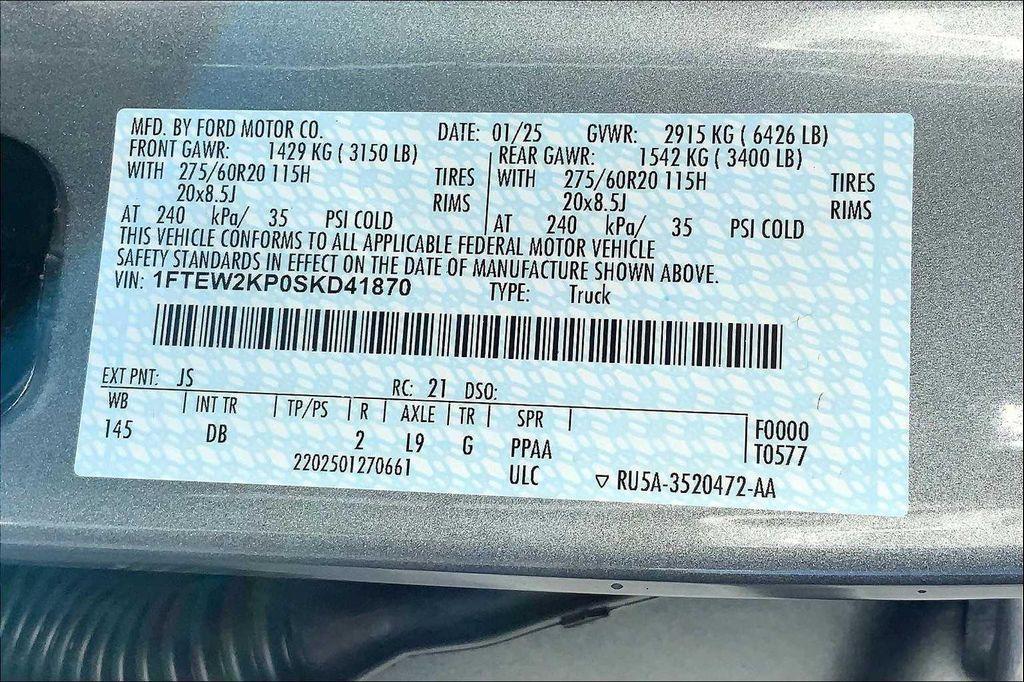 MFD. BY FORD MOTOR CO. DATE: 01/25 GVWR: 2915 KG ( 6426 LB)
FRONT GAWR: 1429 KG ( 3150 LB) REAR GAWR: 1542 KG ( 3400 LB)
WITH 275/60R20 115H TIRES WITH 275/60R20 115H TIRES
20x8.5J RIMS 20x8.5J RIMS
AT 240 kPa/ 35 PSI COLD AT 240 kPa/ 35 PSI COLD
THIS VEHICLE CONFORMS TO ALL APPLICABLE FEDERAL MOTOR VEHICLE
SAFETY STANDARDS IN EFFECT ON THE DATE OF MANUFACTURE SHOWN ABOVE.
VIN: 1FTEW2KP0SKD41870 TYPE: Truck
EXT PNT: JS RC: 21 DSO:
WB INT TR TP/PS R AXLE TR SPR F0000
145 DB 2 L9 G PPAA T0577
2202501270661 ULC ▽ RU5A-3520472-AA